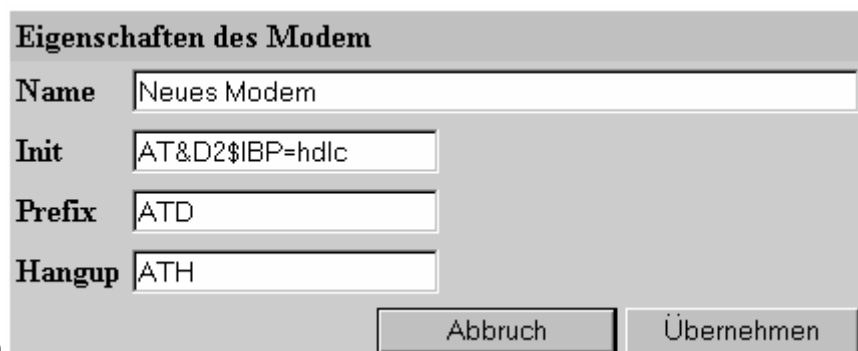 Eigenschaften des Modem
Name Neues Modem
Init AT&D2$IBP=hdlc
Prefix ATD
Hangup ATH
Abbruch Übernehmen